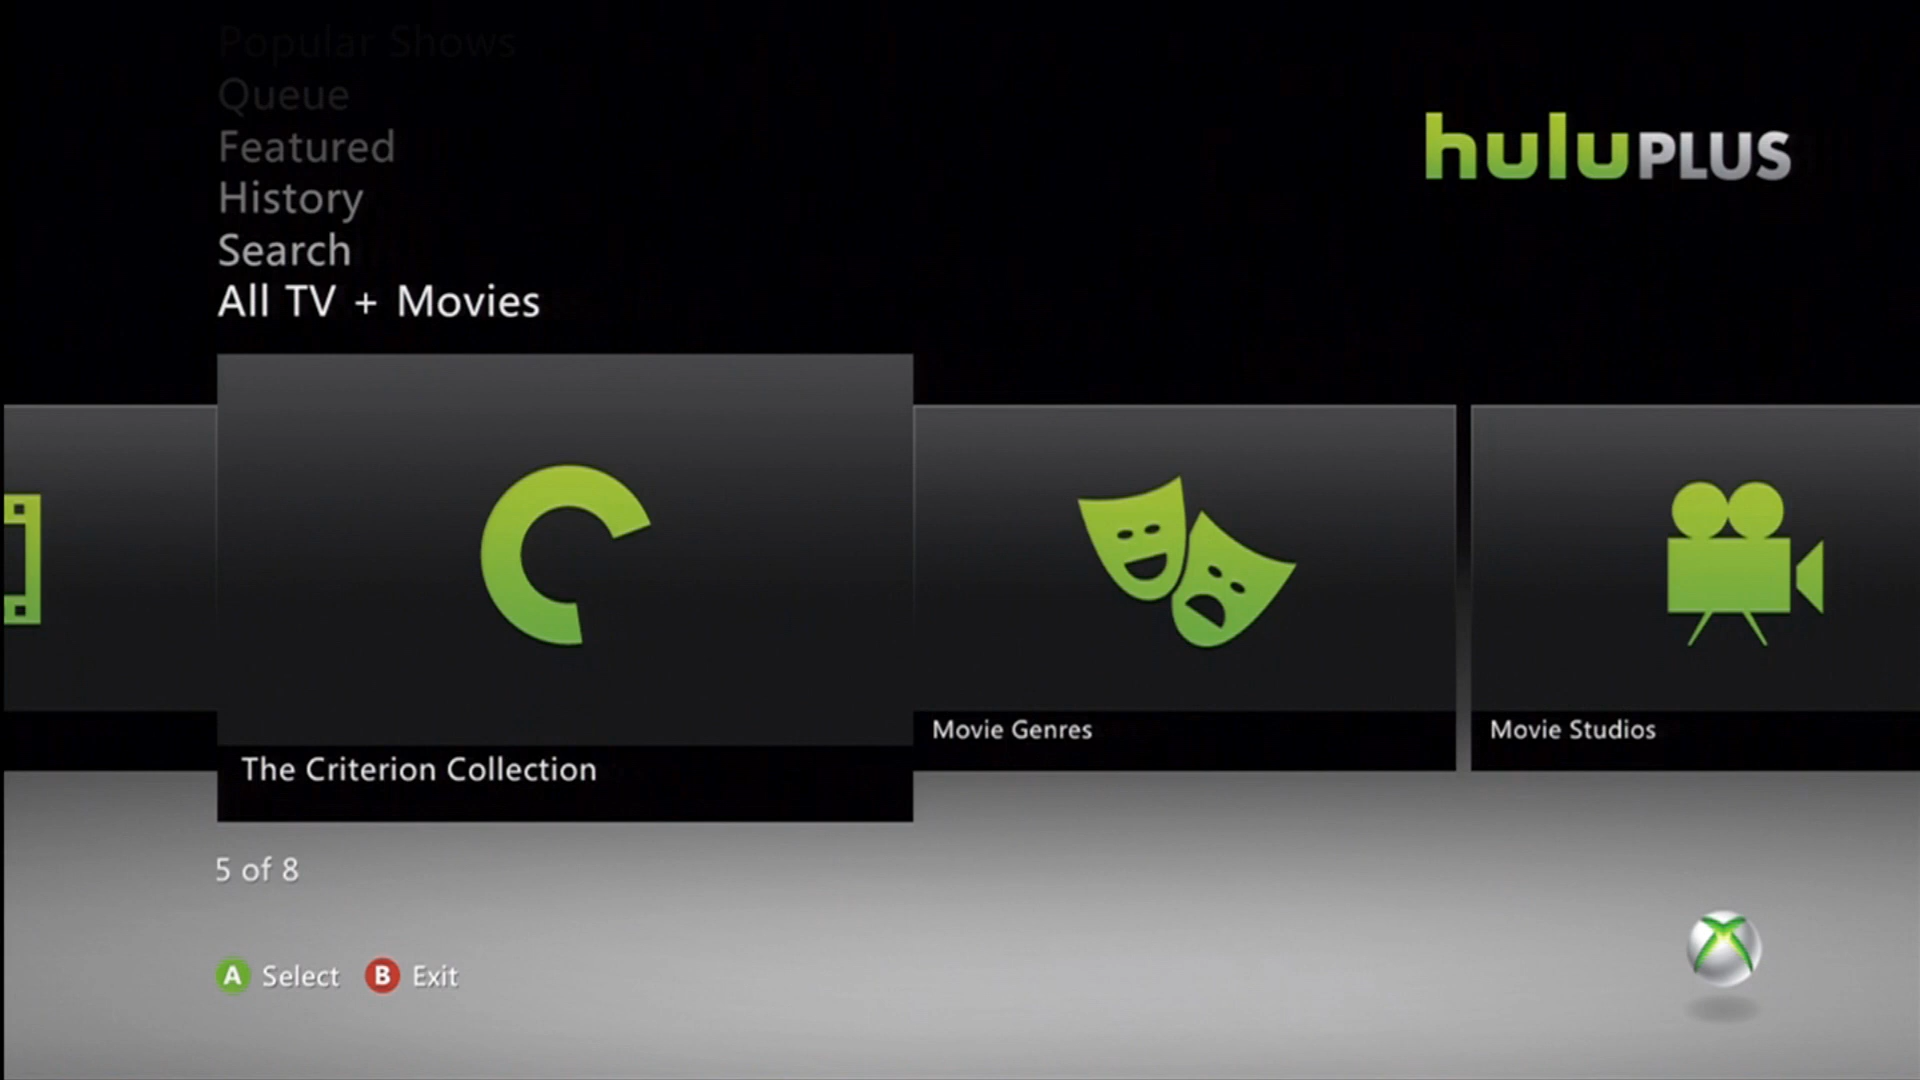 Popular Shows
Queue
Featured
History
Search
All TV + Movies
huluPLUS
The Criterion Collection
Movie Genres
Movie Studios
5 of 8
A Select B Exit